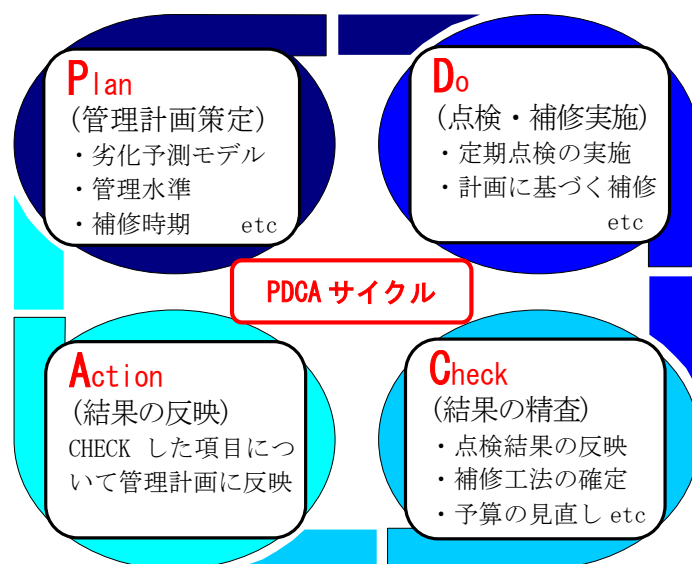 Plan
(管理計画策定)
・劣化予測モデル
・管理水準
・補修時期 etc
Do
(点検・補修実施)
・定期点検の実施
・計画に基づく補修
etc
PDCA サイクル
Action
(結果の反映)
CHECK した項目につ
いて管理計画に反映
Check
(結果の精査)
・点検結果の反映
・補修工法の確定
・予算の見直し etc